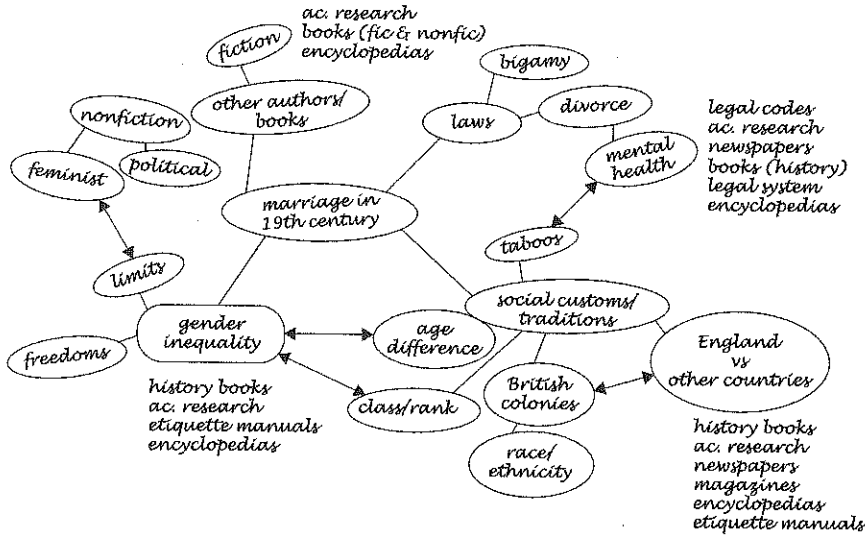 ac. research
books (fic & nonfic)
encyclopedias
fiction
other authors/
books
nonfiction
feminist
political
bigamy
laws
divorce
mental
health
legal codes
ac. research
newspapers
books (history)
legal system
encyclopedias
marriage in
19th century
taboos
limits
social customs/
traditions
gender
inequality
age
difference
freedoms
England
vs
other countries
British
colonies
class/rank
race/
ethnicity
history books
ac. research
etiquette manuals
encyclopedias
history books
ac. research
newspapers
magazines
encyclopedias
etiquette manuals